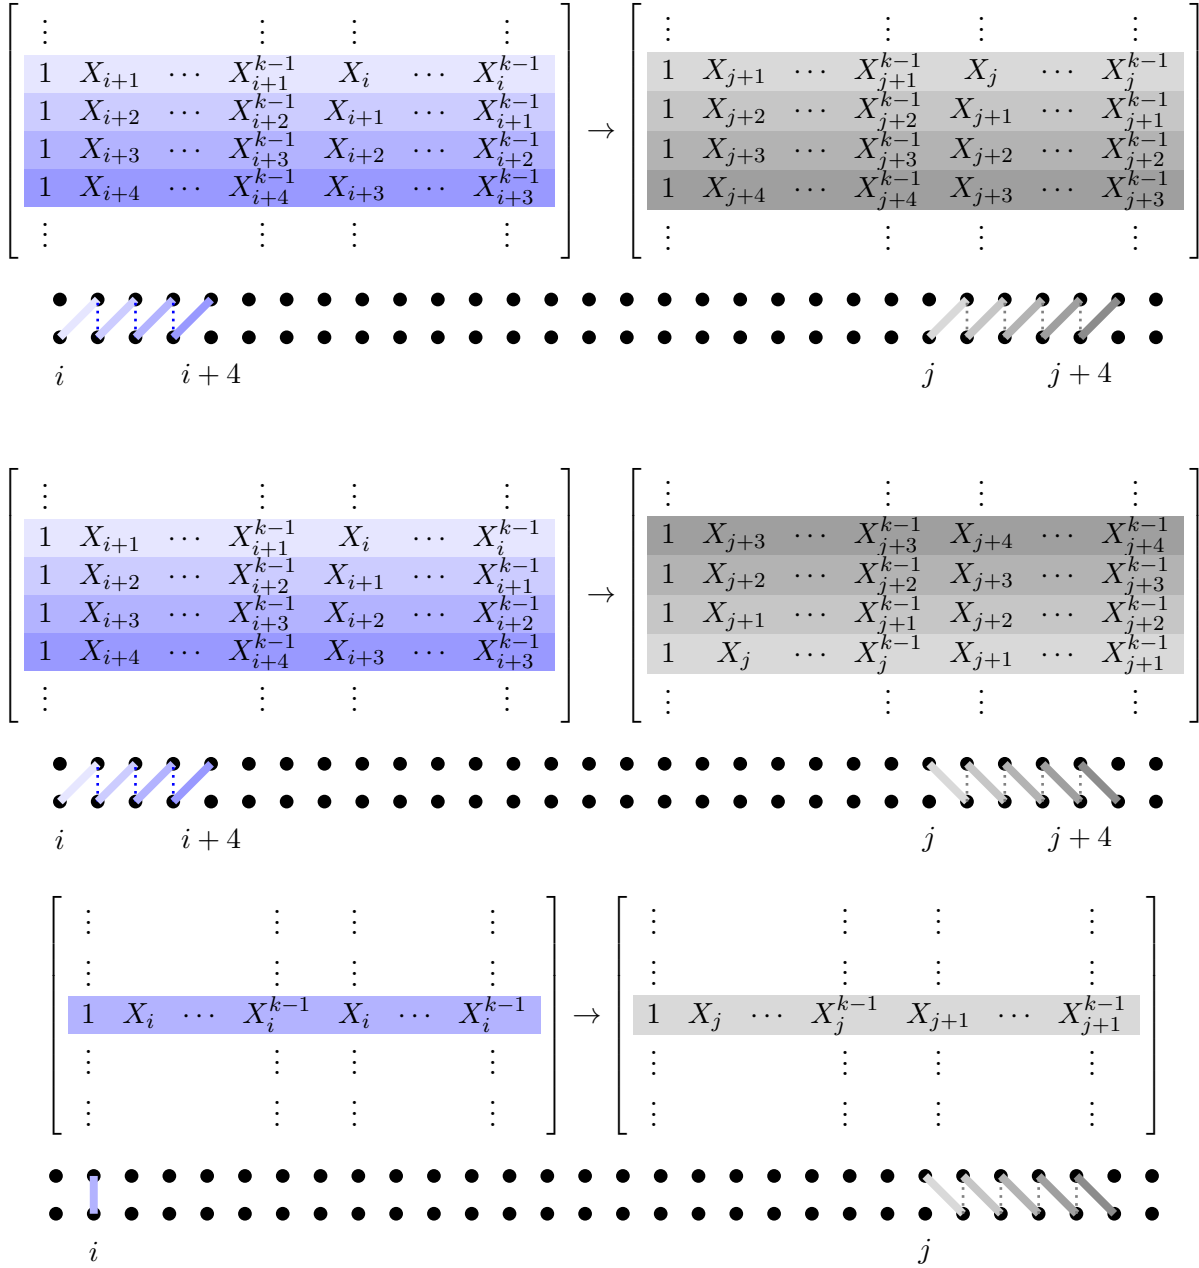 ⋮ ⋮ ⋮ ⋮ ⋮ ⋮ ⋮ ⋮
1 X_{i+1} ⋯ X_{i+1}^{k-1} X_i ⋯ X_i^{k-1} 1 X_{j+1} ⋯ X_{j+1}^{k-1} X_j ⋯ X_j^{k-1}
1 X_{i+2} ⋯ X_{i+2}^{k-1} X_{i+1} ⋯ X_{i+1}^{k-1} → 1 X_{j+2} ⋯ X_{j+2}^{k-1} X_{j+1} ⋯ X_{j+1}^{k-1}
1 X_{i+3} ⋯ X_{i+3}^{k-1} X_{i+2} ⋯ X_{i+2}^{k-1} 1 X_{j+3} ⋯ X_{j+3}^{k-1} X_{j+2} ⋯ X_{j+2}^{k-1}
1 X_{i+4} ⋯ X_{i+4}^{k-1} X_{i+3} ⋯ X_{i+3}^{k-1} 1 X_{j+4} ⋯ X_{j+4}^{k-1} X_{j+3} ⋯ X_{j+3}^{k-1}
⋮ ⋮ ⋮ ⋮ ⋮ ⋮ ⋮ ⋮
i i + 4 j j + 4
⋮ ⋮ ⋮ ⋮ ⋮ ⋮ ⋮ ⋮
1 X_{i+1} ⋯ X_{i+1}^{k-1} X_i ⋯ X_i^{k-1} 1 X_{j+3} ⋯ X_{j+3}^{k-1} X_{j+4} ⋯ X_{j+4}^{k-1}
1 X_{i+2} ⋯ X_{i+2}^{k-1} X_{i+1} ⋯ X_{i+1}^{k-1} → 1 X_{j+2} ⋯ X_{j+2}^{k-1} X_{j+3} ⋯ X_{j+3}^{k-1}
1 X_{i+3} ⋯ X_{i+3}^{k-1} X_{i+2} ⋯ X_{i+2}^{k-1} 1 X_{j+1} ⋯ X_{j+1}^{k-1} X_{j+2} ⋯ X_{j+2}^{k-1}
1 X_{i+4} ⋯ X_{i+4}^{k-1} X_{i+3} ⋯ X_{i+3}^{k-1} 1 X_j ⋯ X_j^{k-1} X_{j+1} ⋯ X_{j+1}^{k-1}
⋮ ⋮ ⋮ ⋮ ⋮ ⋮ ⋮ ⋮
i i + 4 j j + 4
⋮ ⋮ ⋮ ⋮ ⋮ ⋮ ⋮ ⋮
⋮ ⋮ ⋮ ⋮ ⋮ ⋮ ⋮ ⋮
1 X_i ⋯ X_i^{k-1} X_i ⋯ X_i^{k-1} → 1 X_j ⋯ X_j^{k-1} X_{j+1} ⋯ X_{j+1}^{k-1}
⋮ ⋮ ⋮ ⋮ ⋮ ⋮ ⋮ ⋮
⋮ ⋮ ⋮ ⋮ ⋮ ⋮ ⋮ ⋮
i j